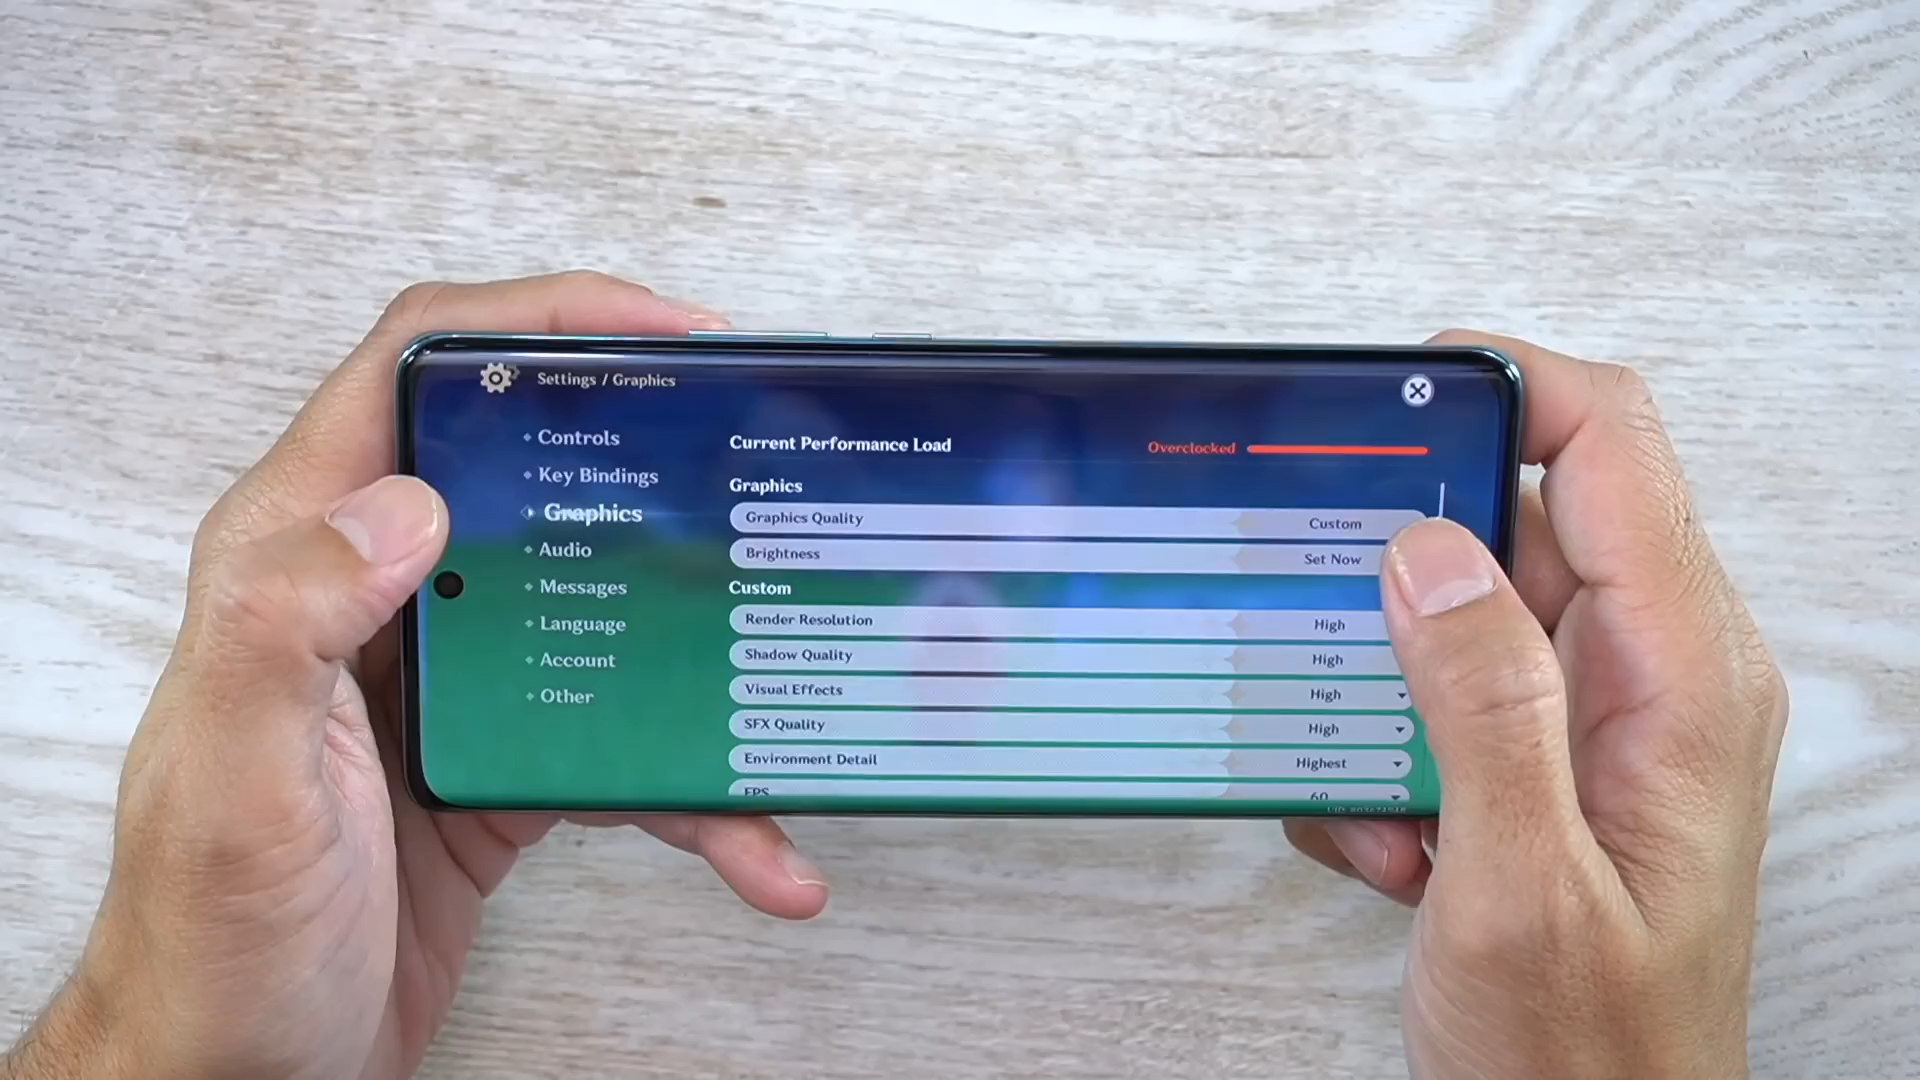 Settings / Graphics
Controls
Key Bindings
Graphics
Audio
Messages
Language
Account
Other
Current Performance Load Overclocked
Graphics
Graphics Quality Custom
Brightness Set Now
Custom
Render Resolution High
Shadow Quality High
Visual Effects High
SFX Quality High
Environment Detail Highest
FPS 60